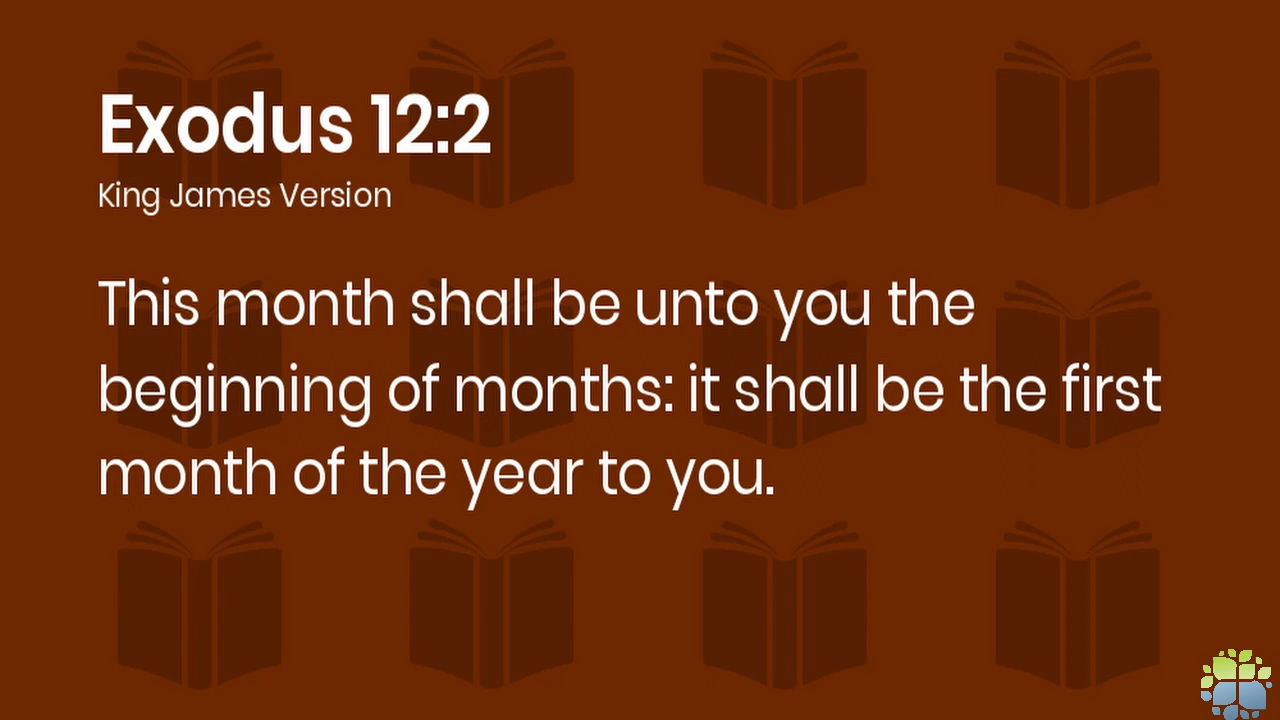 Exodus 12:2
King James Version
This month shall be unto you the
beginning of months: it shall be the first
month of the year to you.